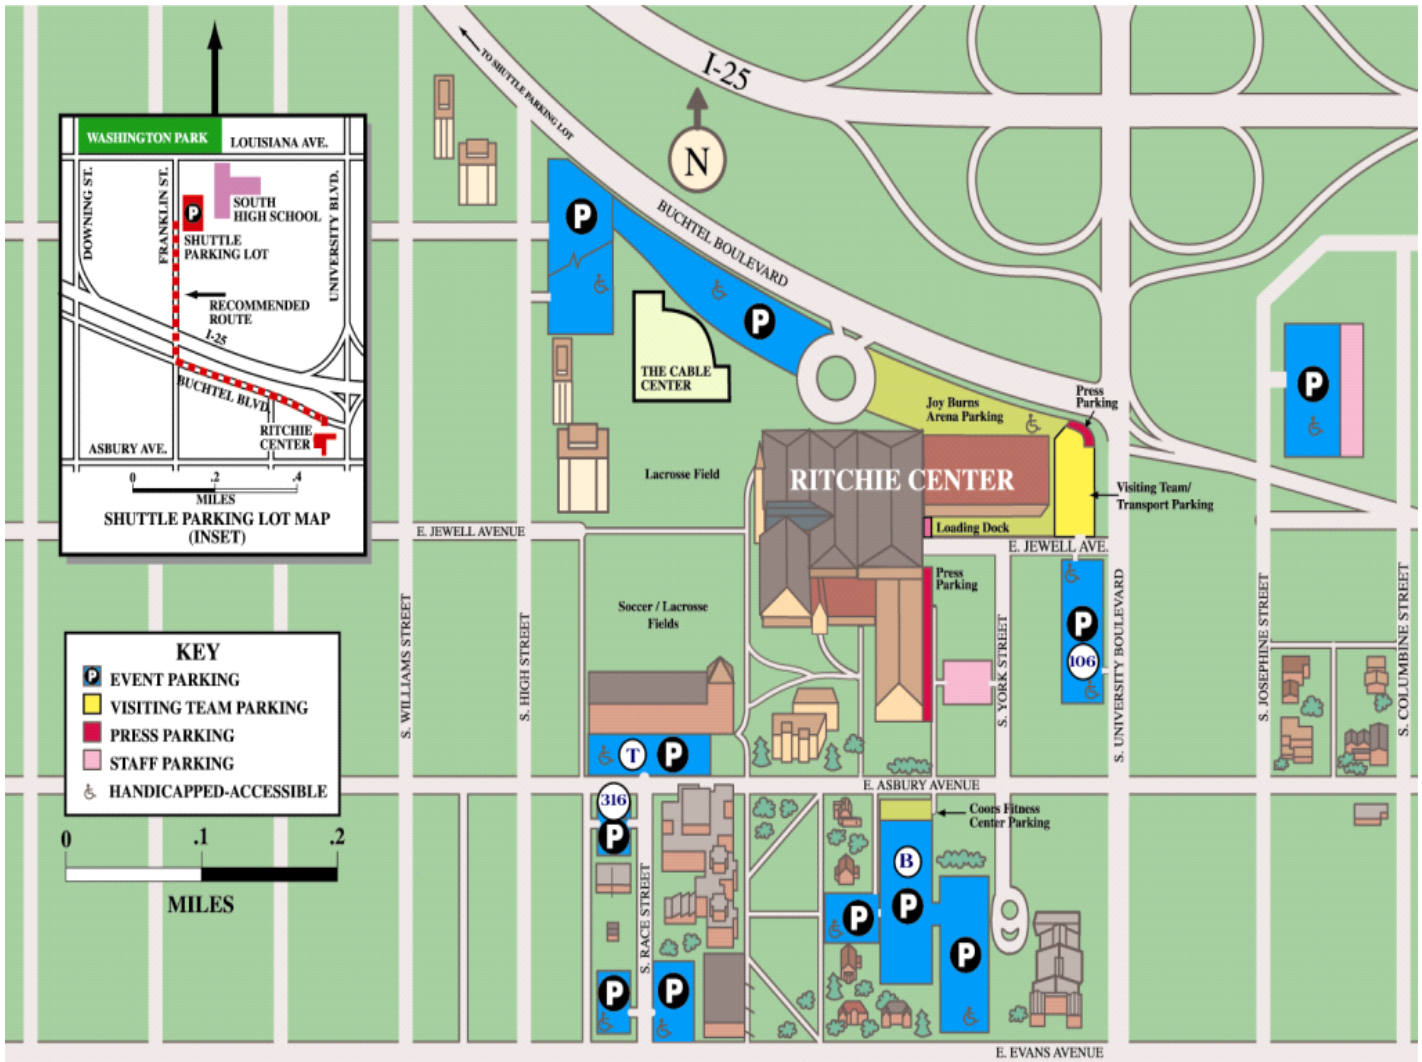 I-25
TO SHUTTLE PARKING LOT
N
BUCHTEL BOULEVARD
WASHINGTON PARK
LOUISIANA AVE.
DOWNING ST.
FRANKLIN ST.
UNIVERSITY BLVD.
SOUTH
HIGH SCHOOL
P
SHUTTLE
PARKING LOT
RECOMMENDED
ROUTE
I-25
BUCHTEL BLVD.
RITCHIE
CENTER
ASBURY AVE.
0
.2
.4
MILES
SHUTTLE PARKING LOT MAP
(INSET)
P
P
THE CABLE
CENTER
Joy Burns
Arena Parking
Press
Parking
P
Lacrosse Field
RITCHIE CENTER
Visiting Team/
Transport Parking
Loading Dock
E. JEWELL AVENUE
E. JEWELL AVE.
Press
Parking
Soccer / Lacrosse
Fields
P
106
S. WILLIAMS STREET
S. HIGH STREET
S. YORK STREET
S. UNIVERSITY BOULEVARD
S. JOSEPHINE STREET
S. COLUMBINE STREET
KEY
P
EVENT PARKING
VISITING TEAM PARKING
PRESS PARKING
STAFF PARKING
HANDICAPPED-ACCESSIBLE
0
.1
.2
MILES
T
P
E. ASBURY AVENUE
316
P
Coors Fitness
Center Parking
B
P
P
P
S. RACE STREET
P
P
E. EVANS AVENUE